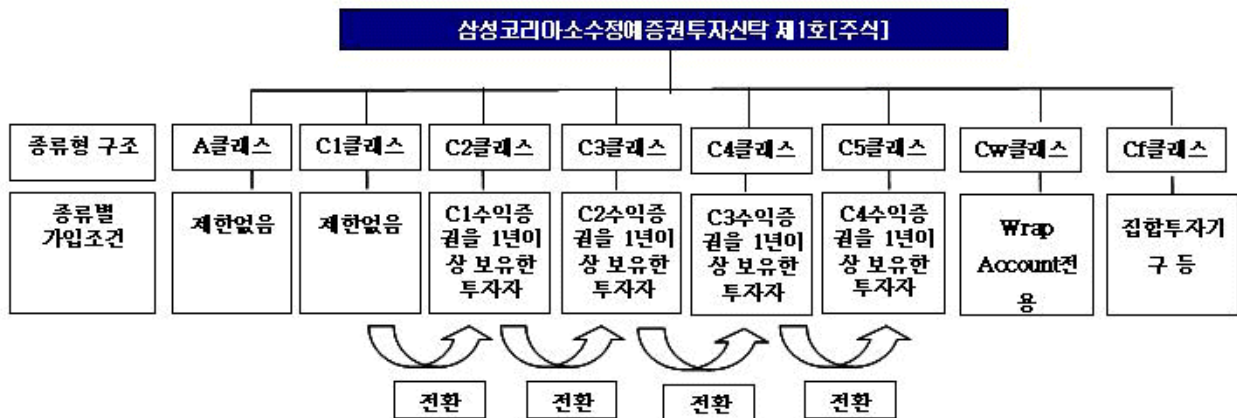 삼성코리아소수정예증권투자신탁 제1호[주식]
종류형 구조
A클래스
C1클래스
C2클래스
C3클래스
C4클래스
C5클래스
Cw클래스
Cf클래스
종류별
가입조건
제한없음
제한없음
C1수익증
권을 1년이
상 보유한
투자자
C2수익증
권을 1년이
상 보유한
투자자
C3수익증
권을 1년이
상 보유한
투자자
C4수익증
권을 1년이
상 보유한
투자자
Wrap
Account전
용
집합투자기
구 등
전환
전환
전환
전환